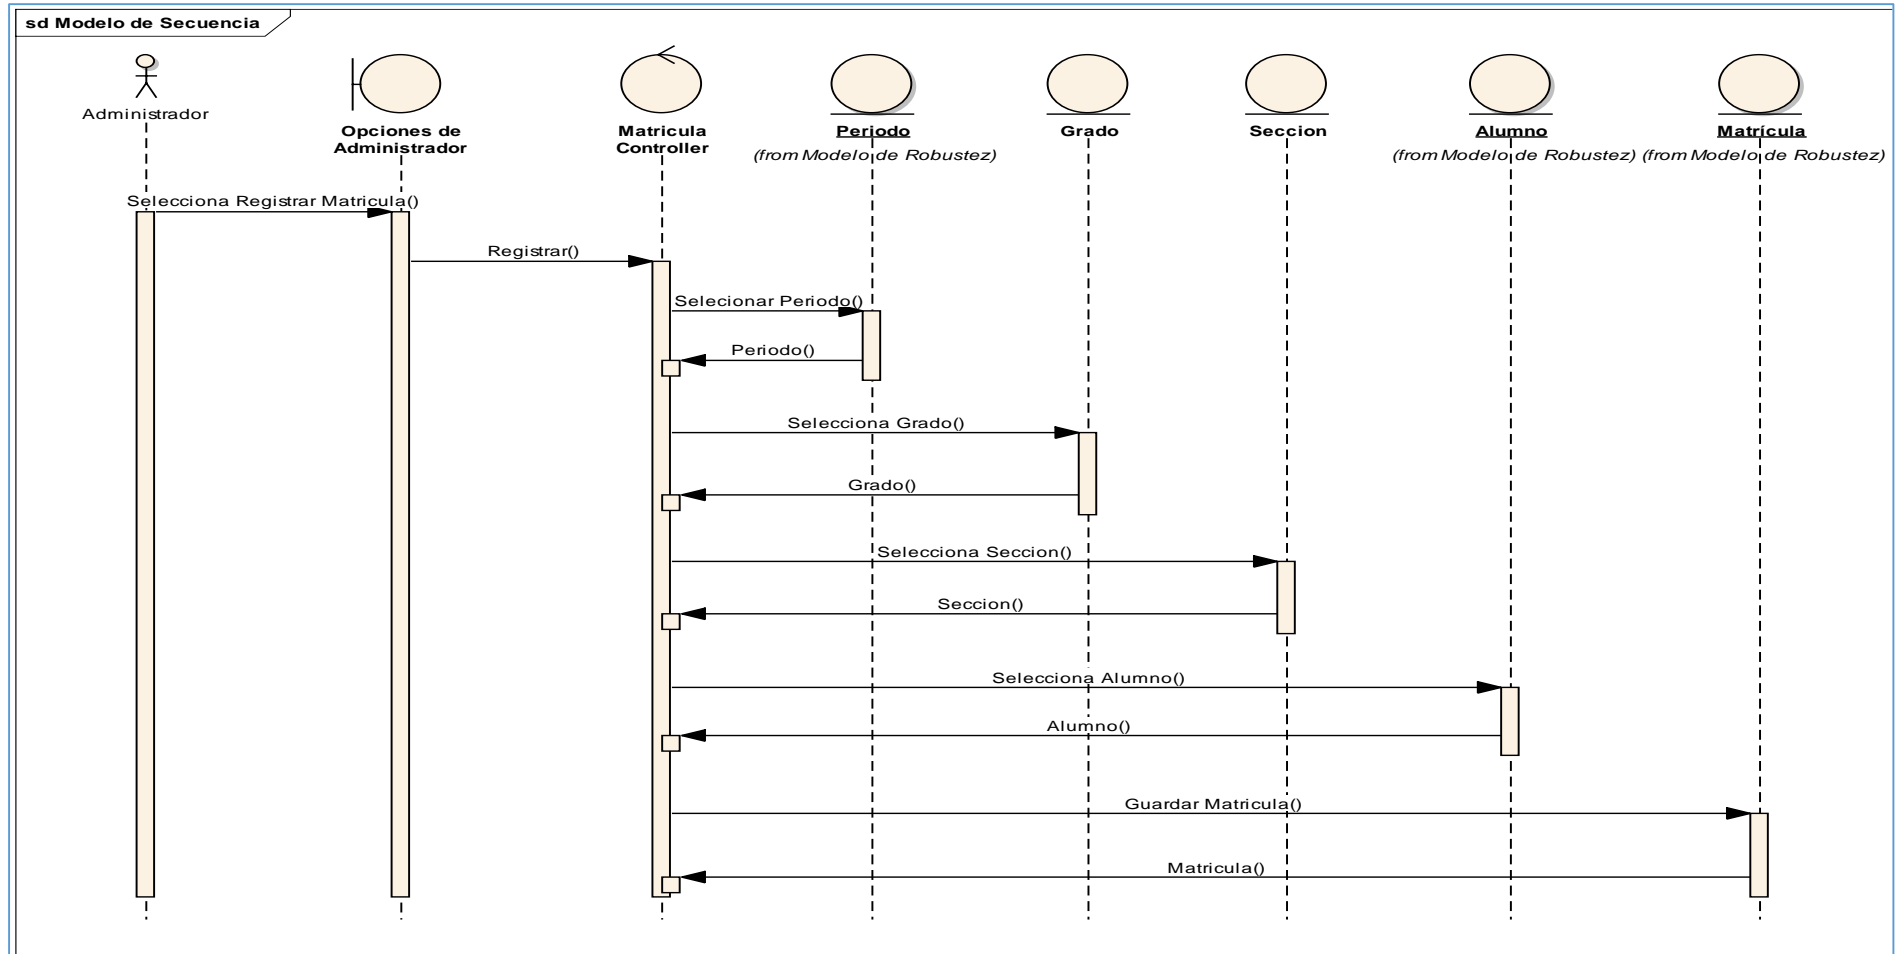 sd Modelo de Secuencia
Administrador
Opciones de
Administrador
Matricula
Controller
Periodo
(from Modelo de Robustez)
Grado
Seccion
Alumno
(from Modelo de Robustez)
Matrícula
(from Modelo de Robustez)
Selecciona Registrar Matricula()
Registrar()
Selecionar Periodo()
Periodo()
Selecciona Grado()
Grado()
Selecciona Seccion()
Seccion()
Selecciona Alumno()
Alumno()
Guardar Matricula()
Matricula()